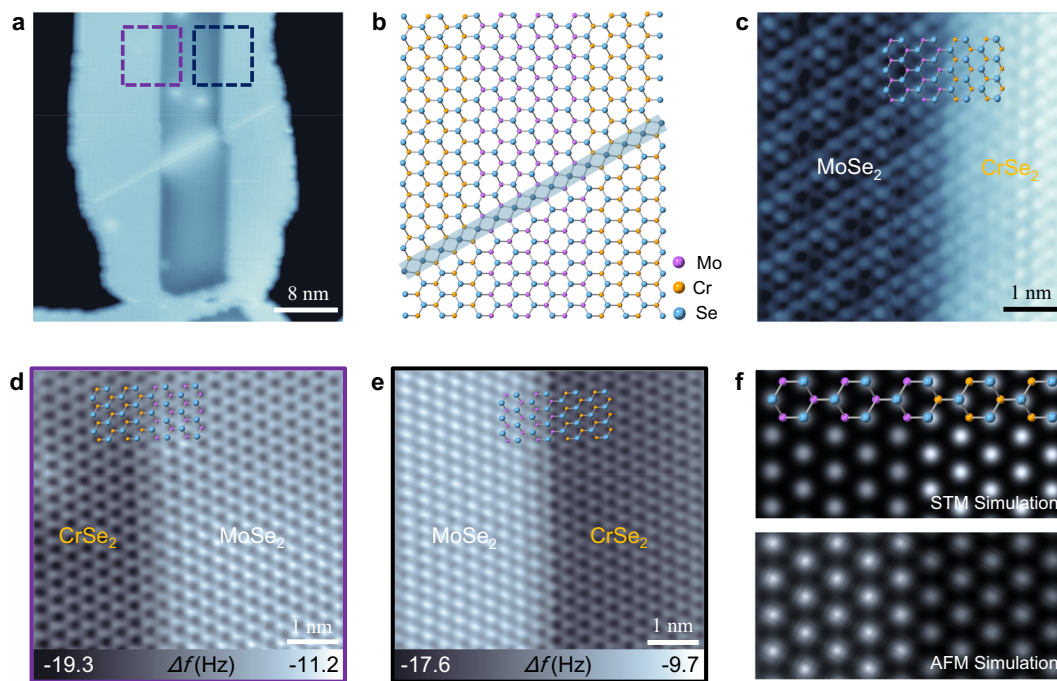 a
8 nm
b
Mo
Cr
Se
c
MoSe₂
CrSe₂
1 nm
d
CrSe₂
MoSe₂
1 nm
-19.3 Δf (Hz) -11.2
e
MoSe₂
CrSe₂
1 nm
-17.6 Δf (Hz) -9.7
f
STM Simulation
AFM Simulation